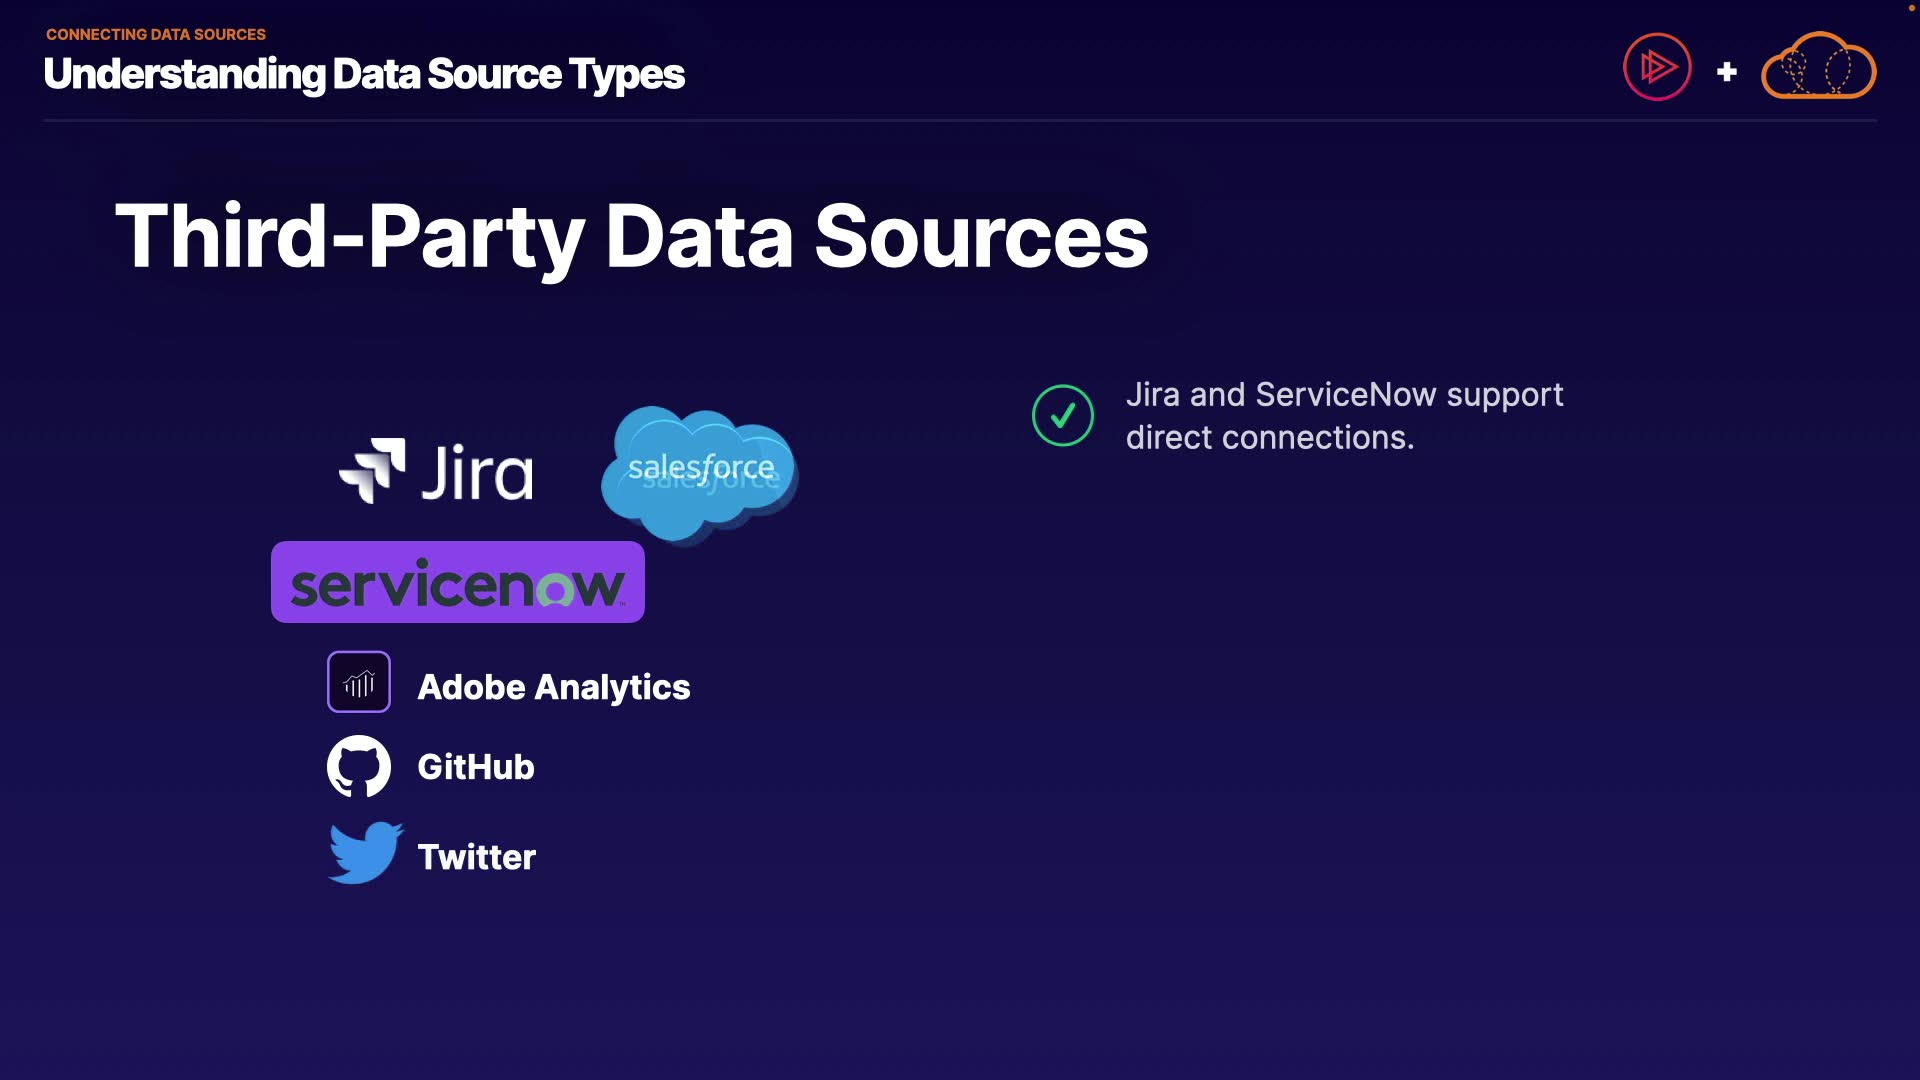 CONNECTING DATA SOURCES
Understanding Data Source Types
Third-Party Data Sources
Jira
salesforce
servicenow
Adobe Analytics
GitHub
Twitter
Jira and ServiceNow support
direct connections.